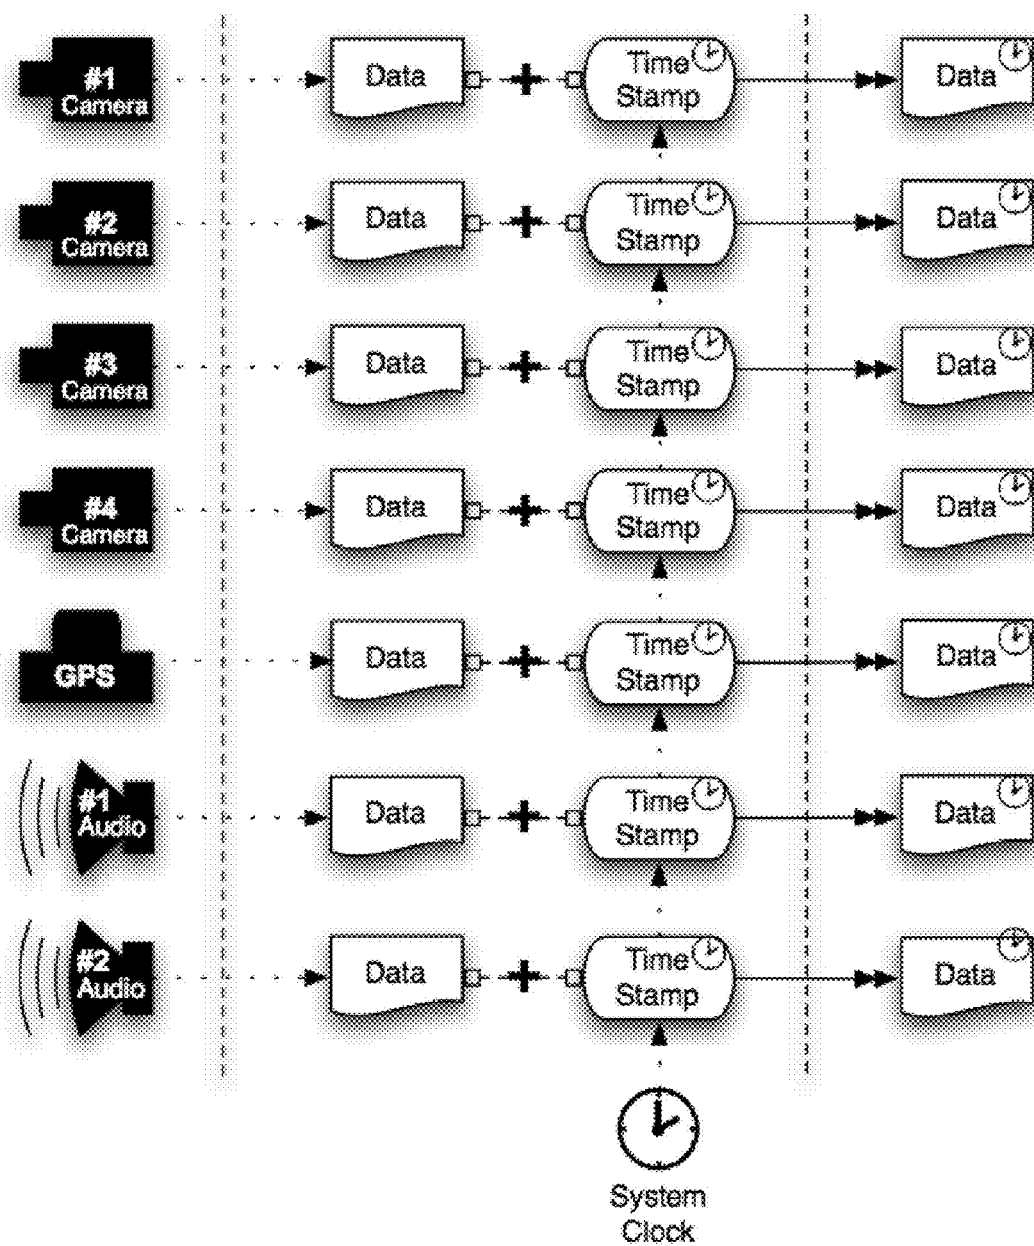 #1
Camera
Data
Time
Stamp
Data
#2
Camera
Data
Time
Stamp
Data
#3
Camera
Data
Time
Stamp
Data
#4
Camera
Data
Time
Stamp
Data
GPS
Data
Time
Stamp
Data
#1
Audio
Data
Time
Stamp
Data
#2
Audio
Data
Time
Stamp
Data
System
Clock